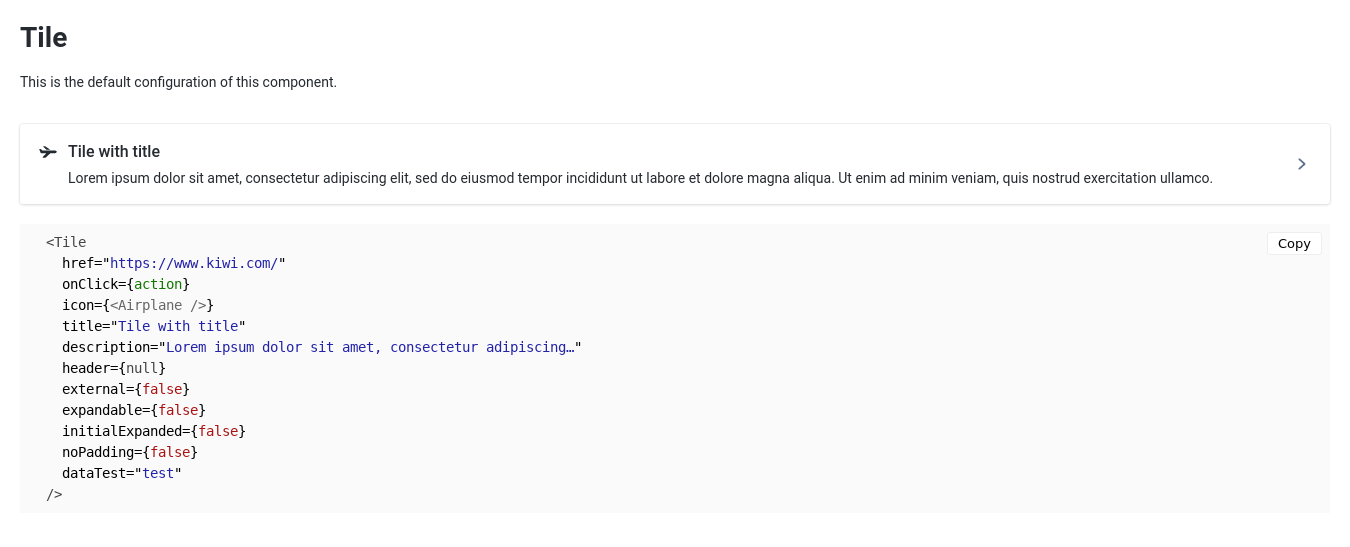 Tile
This is the default configuration of this component.
Tile with title
Lorem ipsum dolor sit amet, consectetur adipiscing elit, sed do eiusmod tempor incididunt ut labore et dolore magna aliqua. Ut enim ad minim veniam, quis nostrud exercitation ullamco.
Copy
<Tile
  href="https://www.kiwi.com/"
  onClick={action}
  icon={<Airplane />}
  title="Tile with title"
  description="Lorem ipsum dolor sit amet, consectetur adipiscing…"
  header={null}
  external={false}
  expandable={false}
  initialExpanded={false}
  noPadding={false}
  dataTest="test"
/>